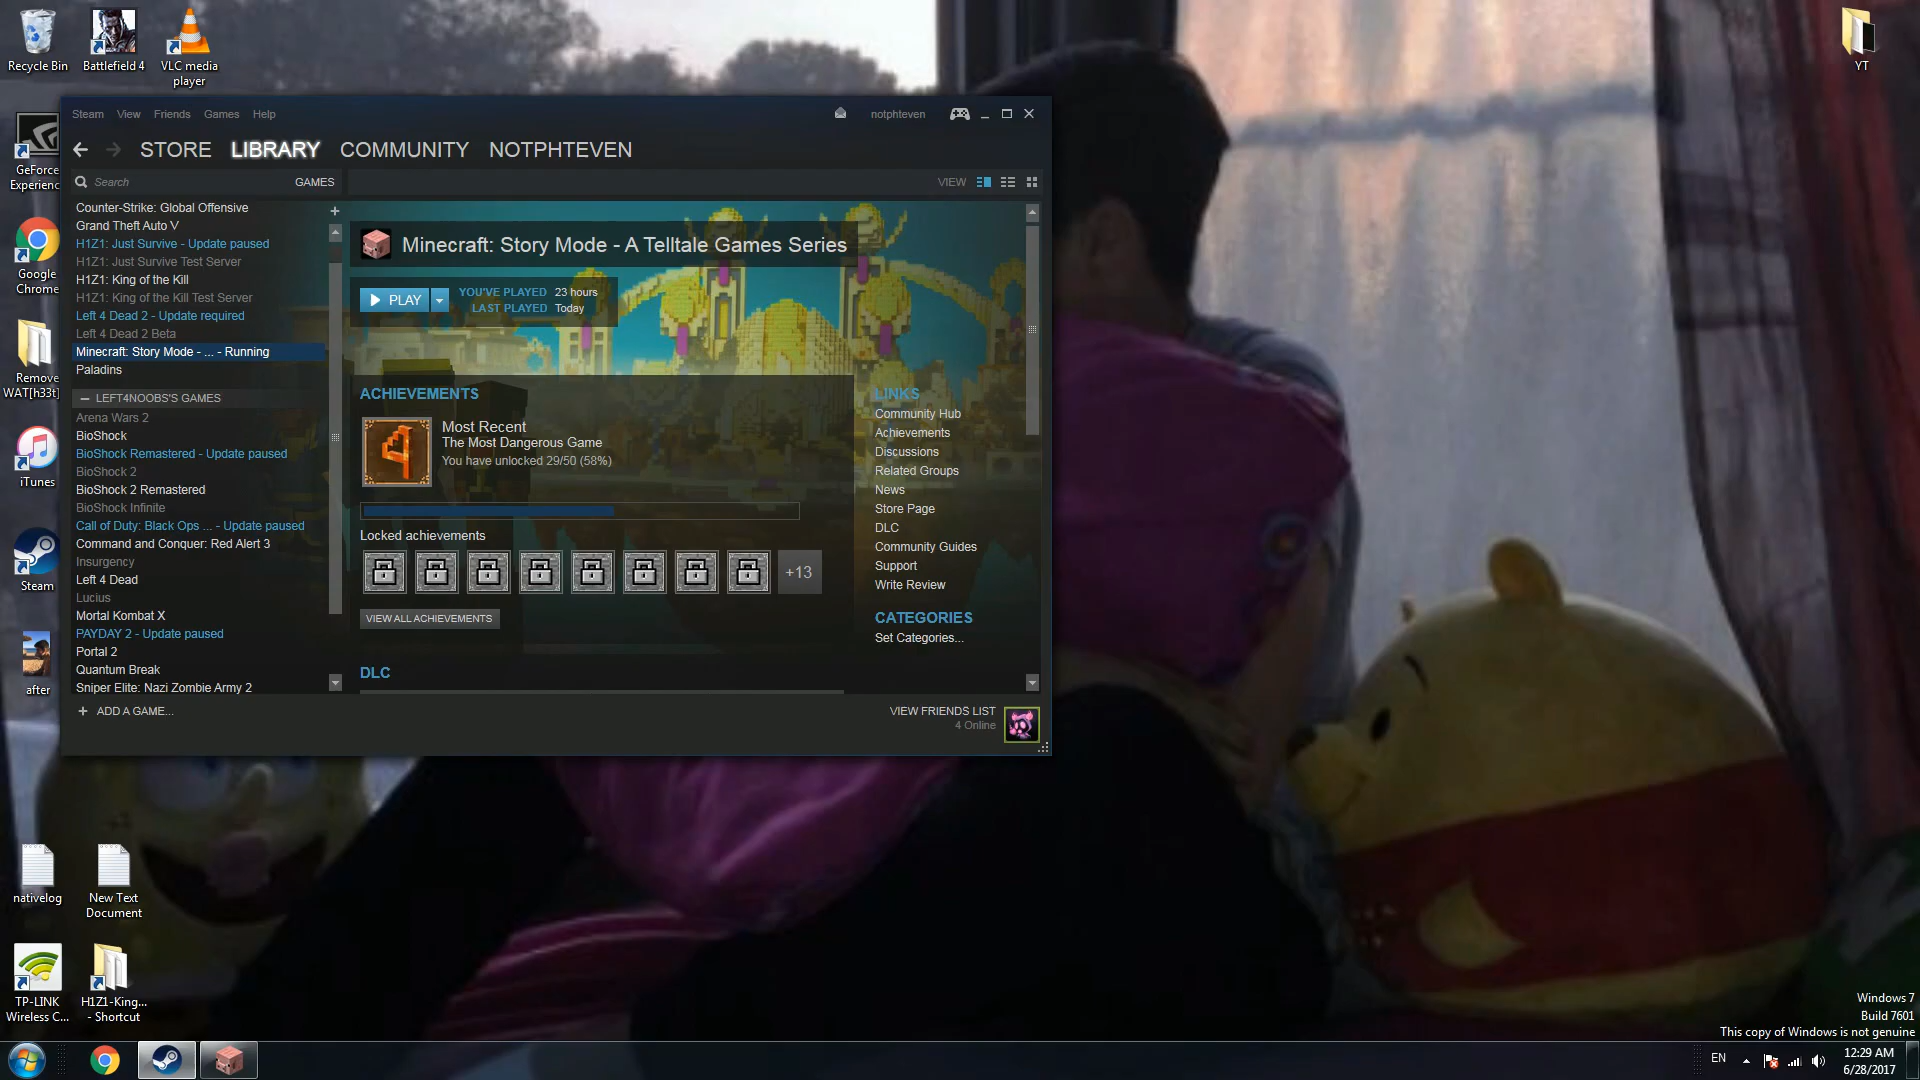 Recycle Bin
Battlefield 4
VLC media
player
YT
GeForce
Experienc
Google
Chrome
Remove
WAT[h33t]
iTunes
Steam
after
nativelog
New Text
Document
TP-LINK
Wireless C...
H1Z1-King...
- Shortcut
Steam View Friends Games Help
notphteven
STORE LIBRARY COMMUNITY NOTPHTEVEN
Search GAMES
VIEW
Counter-Strike: Global Offensive
Grand Theft Auto V
H1Z1: Just Survive - Update paused
H1Z1: Just Survive Test Server
H1Z1: King of the Kill
H1Z1: King of the Kill Test Server
Left 4 Dead 2 - Update required
Left 4 Dead 2 Beta
Minecraft: Story Mode - ... - Running
Paladins
LEFT4NOOBS'S GAMES
Arena Wars 2
BioShock
BioShock Remastered - Update paused
BioShock 2
BioShock 2 Remastered
BioShock Infinite
Call of Duty: Black Ops ... - Update paused
Command and Conquer: Red Alert 3
Insurgency
Left 4 Dead
Lucius
Mortal Kombat X
PAYDAY 2 - Update paused
Portal 2
Quantum Break
Sniper Elite: Nazi Zombie Army 2
+ ADD A GAME...
Minecraft: Story Mode - A Telltale Games Series
PLAY
YOU'VE PLAYED 23 hours
LAST PLAYED Today
ACHIEVEMENTS
4
Most Recent
The Most Dangerous Game
You have unlocked 29/50 (58%)
Locked achievements
+13
VIEW ALL ACHIEVEMENTS
DLC
LINKS
Community Hub
Achievements
Discussions
Related Groups
News
Store Page
DLC
Community Guides
Support
Write Review
CATEGORIES
Set Categories...
VIEW FRIENDS LIST
4 Online
Windows 7
Build 7601
This copy of Windows is not genuine
EN
12:29 AM
6/28/2017